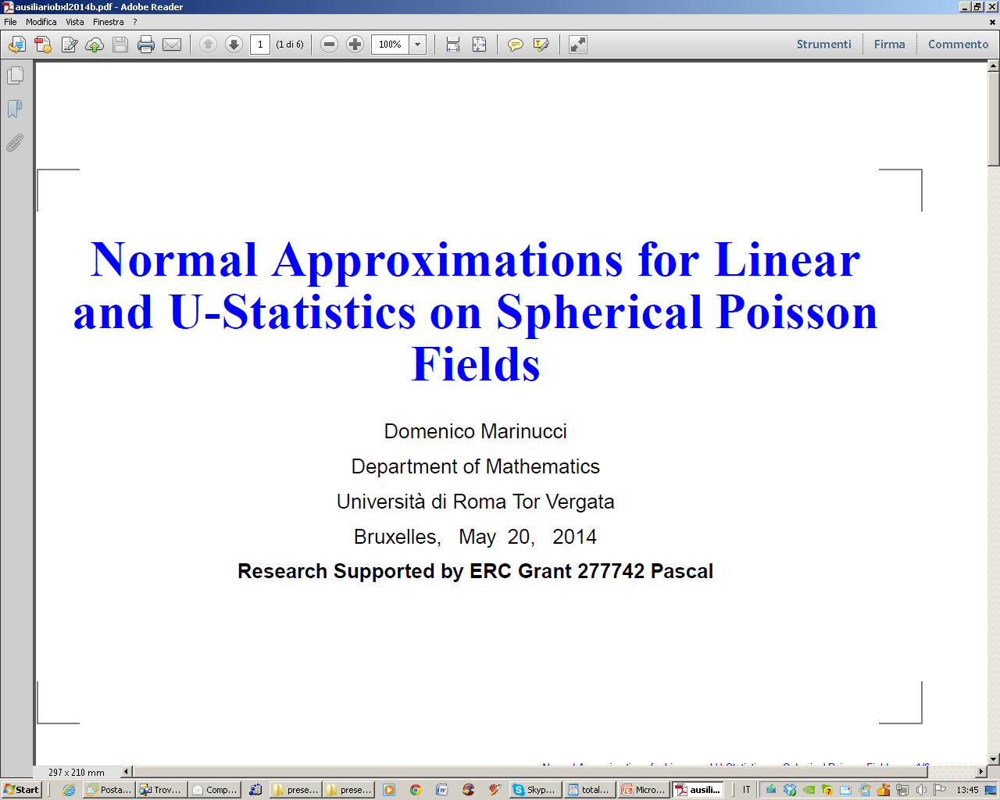 ausiliariobxl2014b.pdf - Adobe Reader
File Modifica Vista Finestra ?
1 (1 di 6) 100% Strumenti Firma Commento
Normal Approximations for Linear
and U-Statistics on Spherical Poisson
Fields
Domenico Marinucci
Department of Mathematics
Università di Roma Tor Vergata
Bruxelles, May 20, 2014
Research Supported by ERC Grant 277742 Pascal
297 x 210 mm
Start Posta... Trov... Comp... prese... prese... Skyp... total... Micro... ausili... IT 13:45